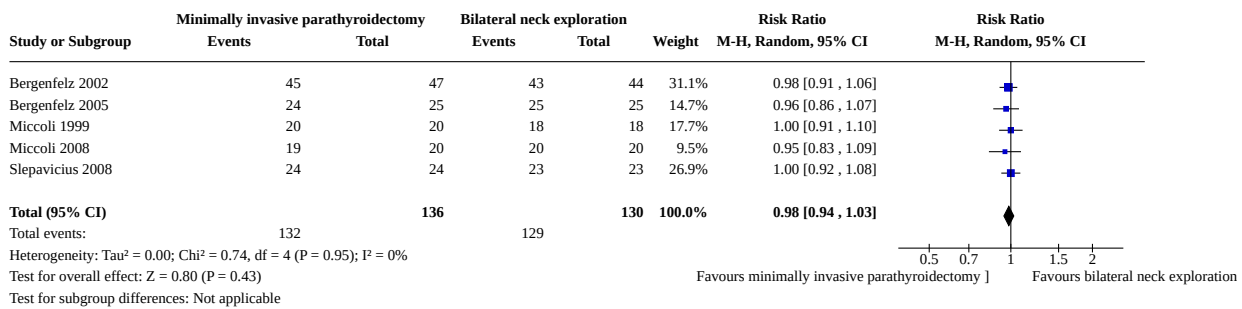 Minimally invasive parathyroidectomy Bilateral neck exploration Risk Ratio Risk Ratio
Study or Subgroup Events Total Events Total Weight M-H, Random, 95% CI M-H, Random, 95% CI
Bergenfelz 2002 45 47 43 44 31.1% 0.98 [0.91 , 1.06]
Bergenfelz 2005 24 25 25 25 14.7% 0.96 [0.86 , 1.07]
Miccoli 1999 20 20 18 18 17.7% 1.00 [0.91 , 1.10]
Miccoli 2008 19 20 20 20 9.5% 0.95 [0.83 , 1.09]
Slepavicius 2008 24 24 23 23 26.9% 1.00 [0.92 , 1.08]
Total (95% CI) 136 130 100.0% 0.98 [0.94 , 1.03]
Total events: 132 129
Heterogeneity: Tau² = 0.00; Chi² = 0.74, df = 4 (P = 0.95); I² = 0%
0.5 0.7 1 1.5 2
Test for overall effect: Z = 0.80 (P = 0.43) Favours minimally invasive parathyroidectomy ] Favours bilateral neck exploration
Test for subgroup differences: Not applicable